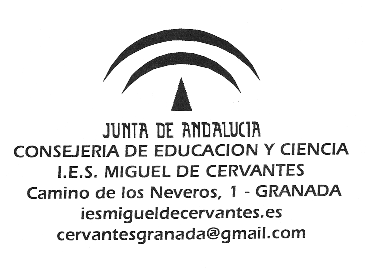 JUNTA DE ANDALUCIA
CONSEJERIA DE EDUCACION Y CIENCIA
I.E.S. MIGUEL DE CERVANTES
Camino de los Neveros, 1 - GRANADA
iesmigueldecervantes.es
cervantesgranada@gmail.com